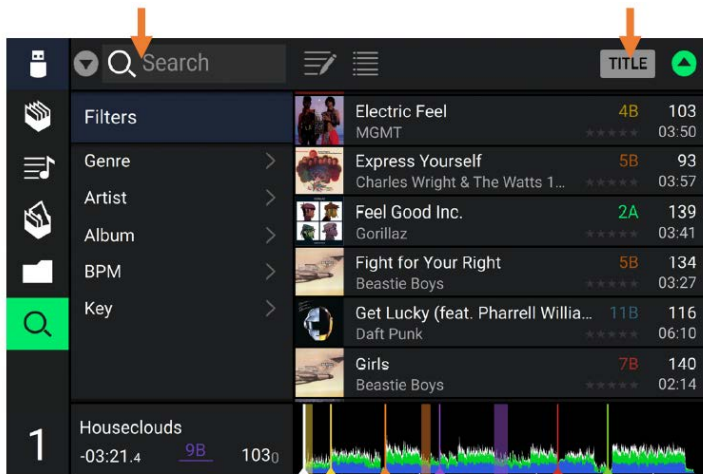 Search
TITLE
Filters
Genre
Artist
Album
BPM
Key
Electric Feel 4B 103
MGMT 03:50
Express Yourself 5B 93
Charles Wright & The Watts 1... 03:57
Feel Good Inc. 2A 139
Gorillaz 03:41
Fight for Your Right 5B 134
Beastie Boys 03:27
Get Lucky (feat. Pharrell Willia... 11B 116
Daft Punk 06:10
Girls 7B 140
Beastie Boys 02:14
1
Houseclouds
-03:21.4 9B 1030